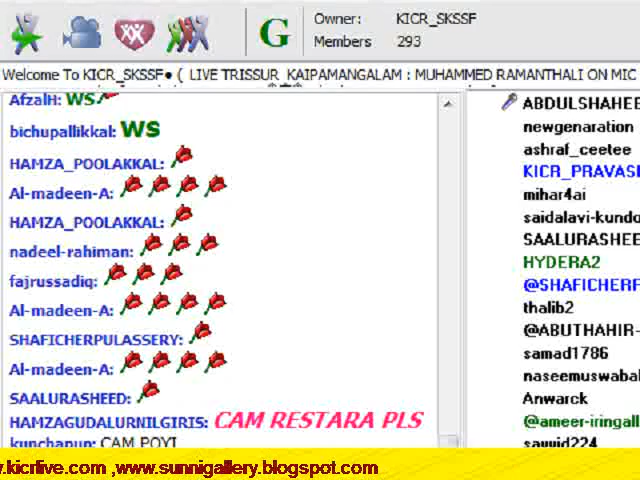 Owner: KICR_SKSSF
G
Members 293
Welcome To KICR_SKSSF● ( LIVE TRISSUR KAIPAMANGALAM : MUHAMMED RAMANTHALI ON MIC
AfzalH: WS
bichupallikkal: WS
HAMZA_POOLAKKAL:
Al-madeen-A:
HAMZA_POOLAKKAL:
nadeel-rahiman:
fajrussadiq:
Al-madeen-A:
SHAFICHERPULASSERY:
Al-madeen-A:
SAALURASHEED:
HAMZAGUDALURNILGIRIS: CAM RESTARA PLS
kunchapun: CAM POYI
ABDULSHAHEE
newgenaration
ashraf_ceetee
KICR_PRAVAS
mihar4ai
saidalavi-kundo
SAALURASHEE
HYDERA2
@SHAFICHERF
thalib2
@ABUTHAHIR-
samad1786
naseemuswabal
Anwarck
@ameer-iringall
sayyid224
.kicrlive.com ,www.sunnigallery.blogspot.com